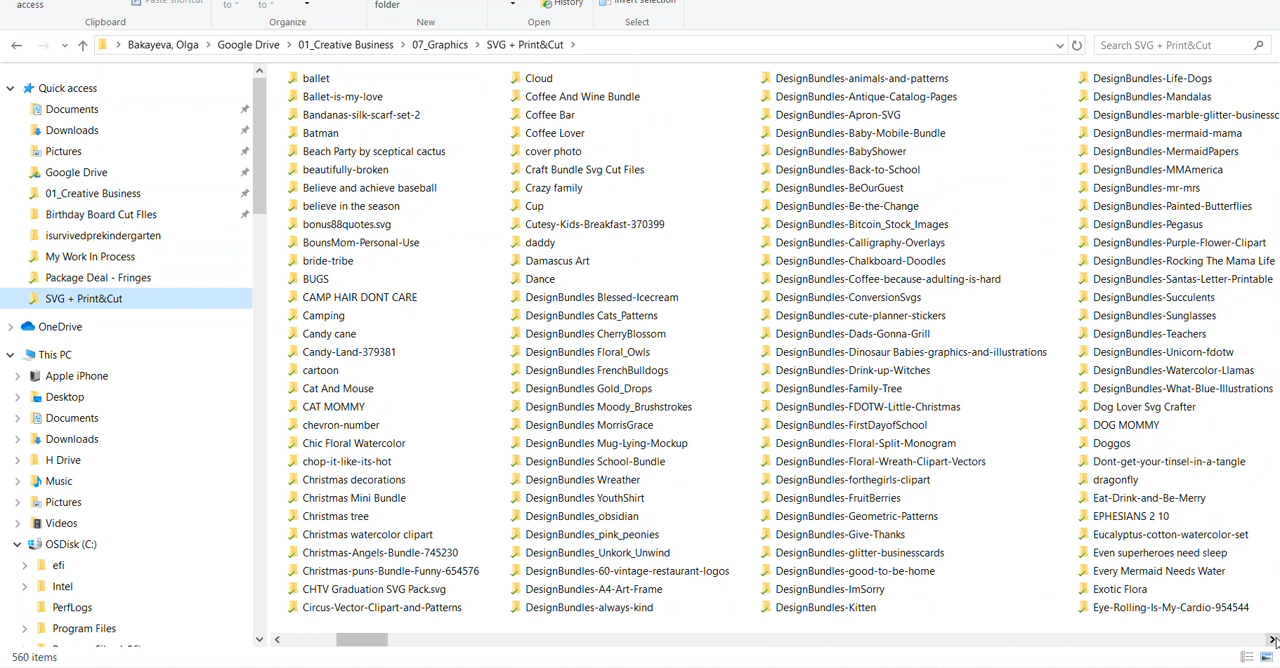 access
Paste shortcut
to
to
folder
History
Invert selection
Clipboard
Organize
New
Open
Select
Bakayeva, Olga > Google Drive > 01_Creative Business > 07_Graphics > SVG + Print&Cut >
Search SVG + Print&Cut
Quick access
Documents
Downloads
Pictures
Google Drive
01_Creative Business
Birthday Board Cut FIles
isurvivedprekindergarten
My Work In Process
Package Deal - Fringes
SVG + Print&Cut
OneDrive
This PC
Apple iPhone
Desktop
Documents
Downloads
H Drive
Music
Pictures
Videos
OSDisk (C:)
efi
Intel
PerfLogs
Program Files
ballet
Ballet-is-my-love
Bandanas-silk-scarf-set-2
Batman
Beach Party by sceptical cactus
beautifully-broken
Believe and achieve baseball
believe in the season
bonus88quotes.svg
BounsMom-Personal-Use
bride-tribe
BUGS
CAMP HAIR DONT CARE
Camping
Candy cane
Candy-Land-379381
cartoon
Cat And Mouse
CAT MOMMY
chevron-number
Chic Floral Watercolor
chop-it-like-its-hot
Christmas decorations
Christmas Mini Bundle
Christmas tree
Christmas watercolor clipart
Christmas-Angels-Bundle-745230
Christmas-puns-Bundle-Funny-654576
CHTV Graduation SVG Pack.svg
Circus-Vector-Clipart-and-Patterns
Cloud
Coffee And Wine Bundle
Coffee Bar
Coffee Lover
cover photo
Craft Bundle Svg Cut Files
Crazy family
Cup
Cutesy-Kids-Breakfast-370399
daddy
Damascus Art
Dance
DesignBundles Blessed-Icecream
DesignBundles Cats_Patterns
DesignBundles CherryBlossom
DesignBundles Floral_Owls
DesignBundles FrenchBulldogs
DesignBundles Gold_Drops
DesignBundles Moody_Brushstrokes
DesignBundles MorrisGrace
DesignBundles Mug-Lying-Mockup
DesignBundles School-Bundle
DesignBundles Wreather
DesignBundles YouthShirt
DesignBundles_obsidian
DesignBundles_pink_peonies
DesignBundles_Unkork_Unwind
DesignBundles-60-vintage-restaurant-logos
DesignBundles-A4-Art-Frame
DesignBundles-always-kind
DesignBundles-animals-and-patterns
DesignBundles-Antique-Catalog-Pages
DesignBundles-Apron-SVG
DesignBundles-Baby-Mobile-Bundle
DesignBundles-BabyShower
DesignBundles-Back-to-School
DesignBundles-BeOurGuest
DesignBundles-Be-the-Change
DesignBundles-Bitcoin_Stock_Images
DesignBundles-Calligraphy-Overlays
DesignBundles-Chalkboard-Doodles
DesignBundles-Coffee-because-adulting-is-hard
DesignBundles-ConversionSvgs
DesignBundles-cute-planner-stickers
DesignBundles-Dads-Gonna-Grill
DesignBundles-Dinosaur Babies-graphics-and-illustrations
DesignBundles-Drink-up-Witches
DesignBundles-Family-Tree
DesignBundles-FDOTW-Little-Christmas
DesignBundles-FirstDayofSchool
DesignBundles-Floral-Split-Monogram
DesignBundles-Floral-Wreath-Clipart-Vectors
DesignBundles-forthegirls-clipart
DesignBundles-FruitBerries
DesignBundles-Geometric-Patterns
DesignBundles-Give-Thanks
DesignBundles-glitter-businesscards
DesignBundles-good-to-be-home
DesignBundles-ImSorry
DesignBundles-Kitten
DesignBundles-Life-Dogs
DesignBundles-Mandalas
DesignBundles-marble-glitter-businessc
DesignBundles-mermaid-mama
DesignBundles-MermaidPapers
DesignBundles-MMAmerica
DesignBundles-mr-mrs
DesignBundles-Painted-Butterflies
DesignBundles-Pegasus
DesignBundles-Purple-Flower-Clipart
DesignBundles-Rocking The Mama Life
DesignBundles-Santas-Letter-Printable
DesignBundles-Succulents
DesignBundles-Sunglasses
DesignBundles-Teachers
DesignBundles-Unicorn-fdotw
DesignBundles-Watercolor-Llamas
DesignBundles-What-Blue-Illustrations
Dog Lover Svg Crafter
DOG MOMMY
Doggos
Dont-get-your-tinsel-in-a-tangle
dragonfly
Eat-Drink-and-Be-Merry
EPHESIANS 2 10
Eucalyptus-cotton-watercolor-set
Even superheroes need sleep
Every Mermaid Needs Water
Exotic Flora
Eye-Rolling-Is-My-Cardio-954544
560 items